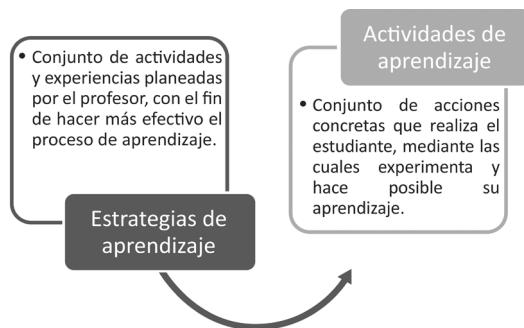 • Conjunto de actividades
y experiencias planeadas
por el profesor, con el fin
de hacer más efectivo el
proceso de aprendizaje.
Estrategias de
aprendizaje
Actividades de
aprendizaje
• Conjunto de acciones
concretas que realiza el
estudiante, mediante las
cuales experimenta y
hace posible su
aprendizaje.